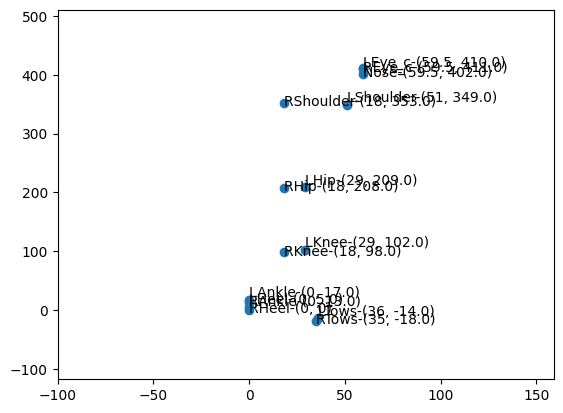 500
400
300
200
100
0
-100
LEye_c-(59.5, 410.0)
REye_c-(59.5, 411.0)
Nose-(59.5, 402.0)
LShoulder-(51, 349.0)
RShoulder-(18, 353.0)
LHip-(29, 209.0)
RHip-(18, 208.0)
LKnee-(29, 102.0)
RKnee-(18, 98.0)
LAnkle-(0, 17.0)
RHeel-(0, 0)
LTows-(36, -14.0)
RTows-(35, -18.0)
-100 -50 0 50 100 150